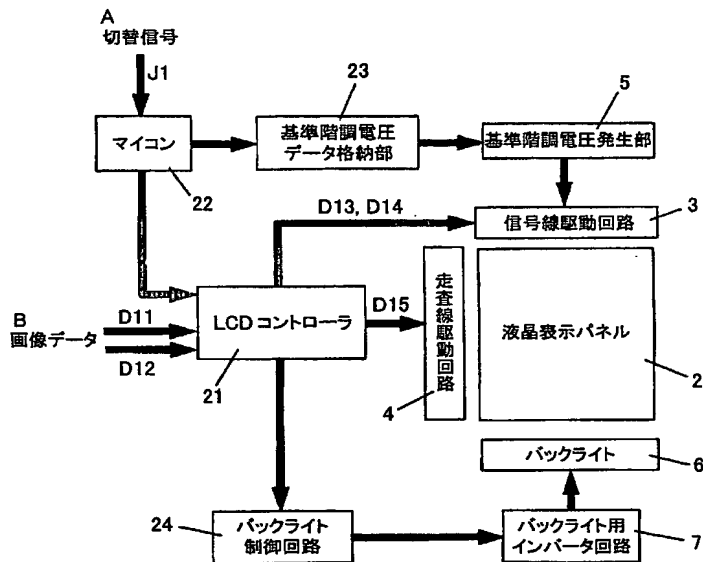 A
切替信号
J1
23
5
マイコン
基準階調電圧
データ格納部
基準階調電圧発生部
22
D13, D14
信号線駆動回路
3
B
画像データ
D11
D12
LCDコントローラ
D15
走査線駆動回路
液晶表示パネル
21
4
2
バックライト
6
24
バックライト
制御回路
バックライト用
インバータ回路
7